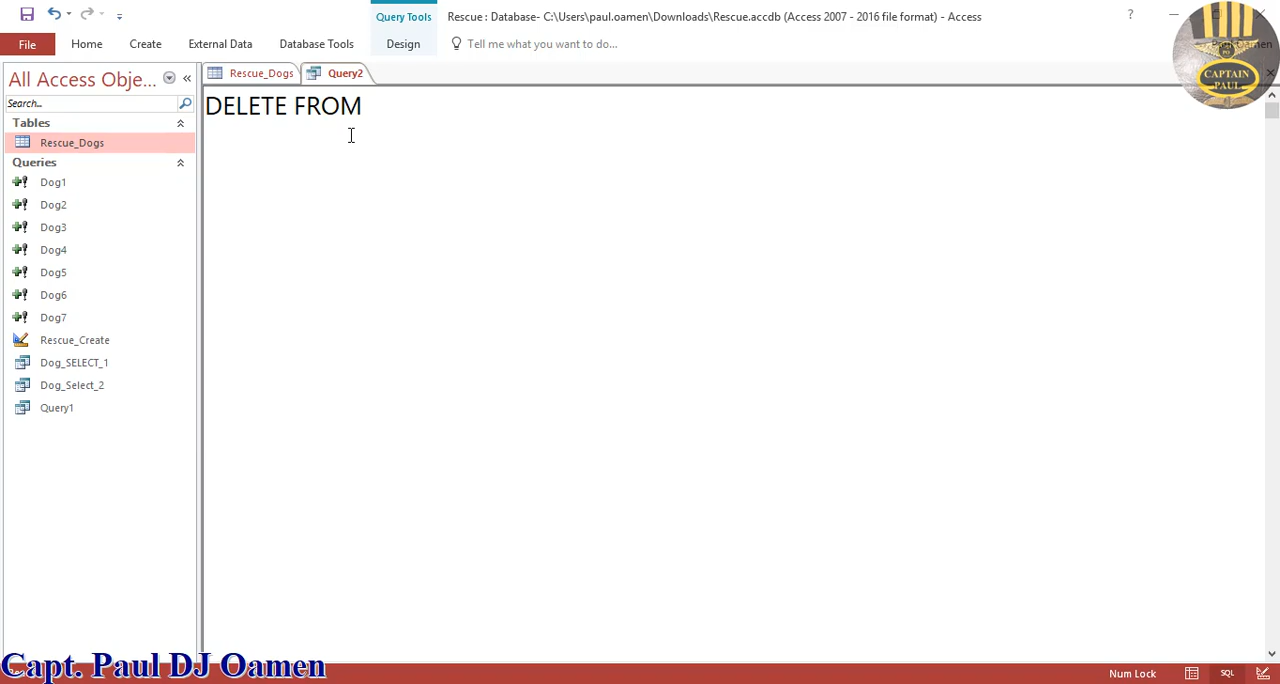 Query Tools
Rescue : Database- C:\Users\paul.oamen\Downloads\Rescue.accdb (Access 2007 - 2016 file format) - Access
?
File
Home
Create
External Data
Database Tools
Design
Tell me what you want to do...
CAPTAIN
PAUL
All Access Obje...
«
Rescue_Dogs
Query2
Search...
DELETE FROM
Tables
Rescue_Dogs
Queries
Dog1
Dog2
Dog3
Dog4
Dog5
Dog6
Dog7
Rescue_Create
Dog_SELECT_1
Dog_Select_2
Query1
Capt. Paul DJ Oamen
Num Lock
SQL